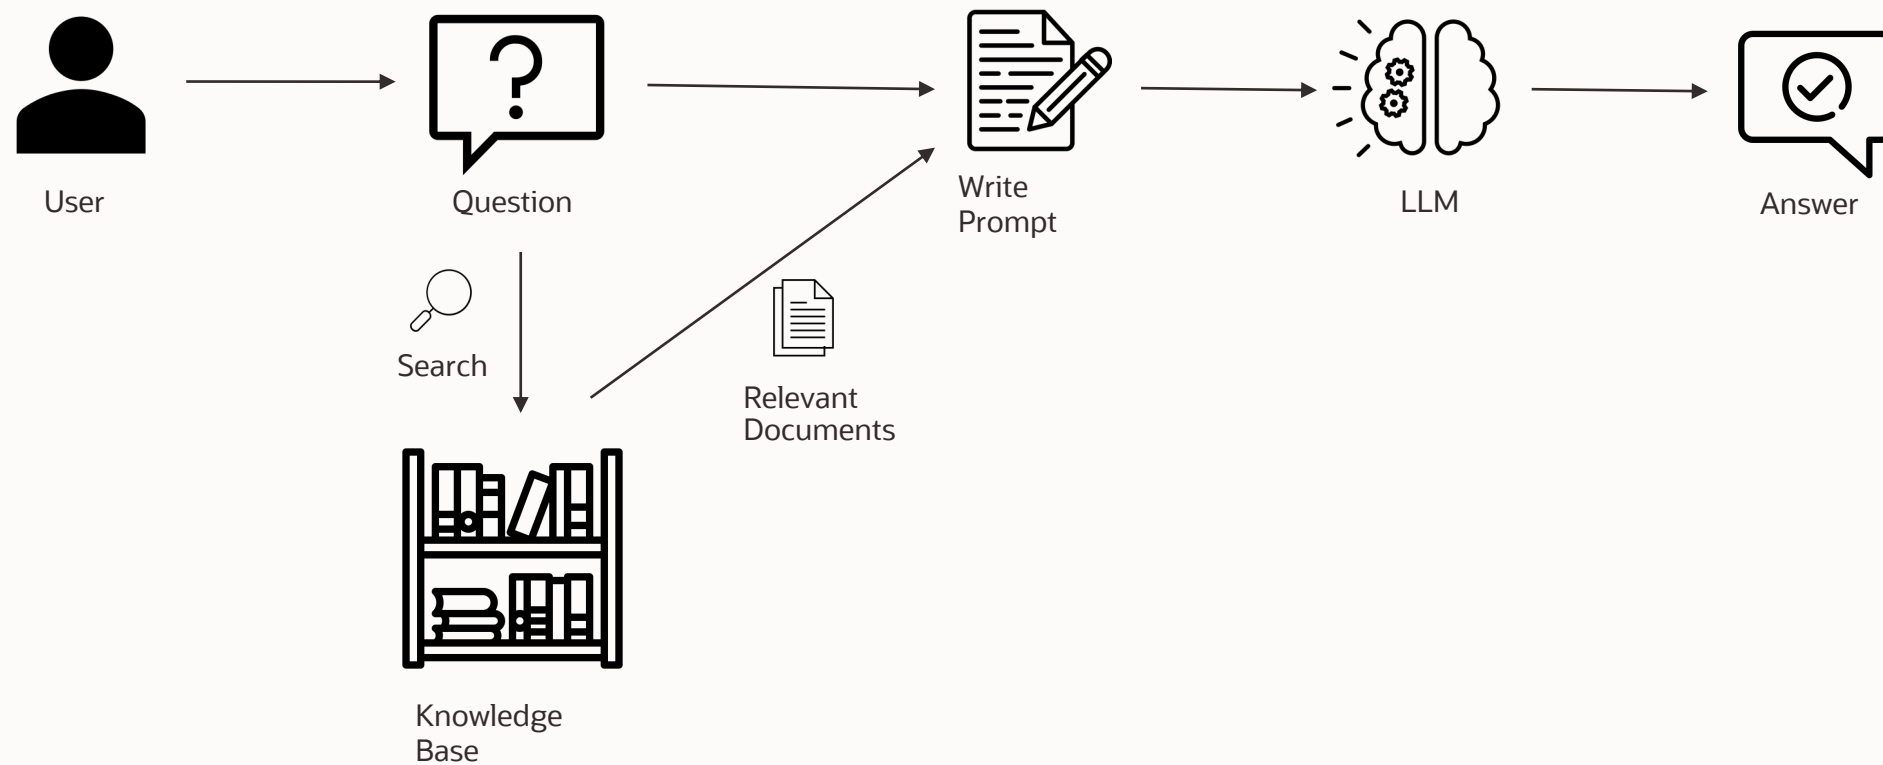 User
Question
Write
Prompt
LLM
Answer
Search
Relevant
Documents
Knowledge
Base